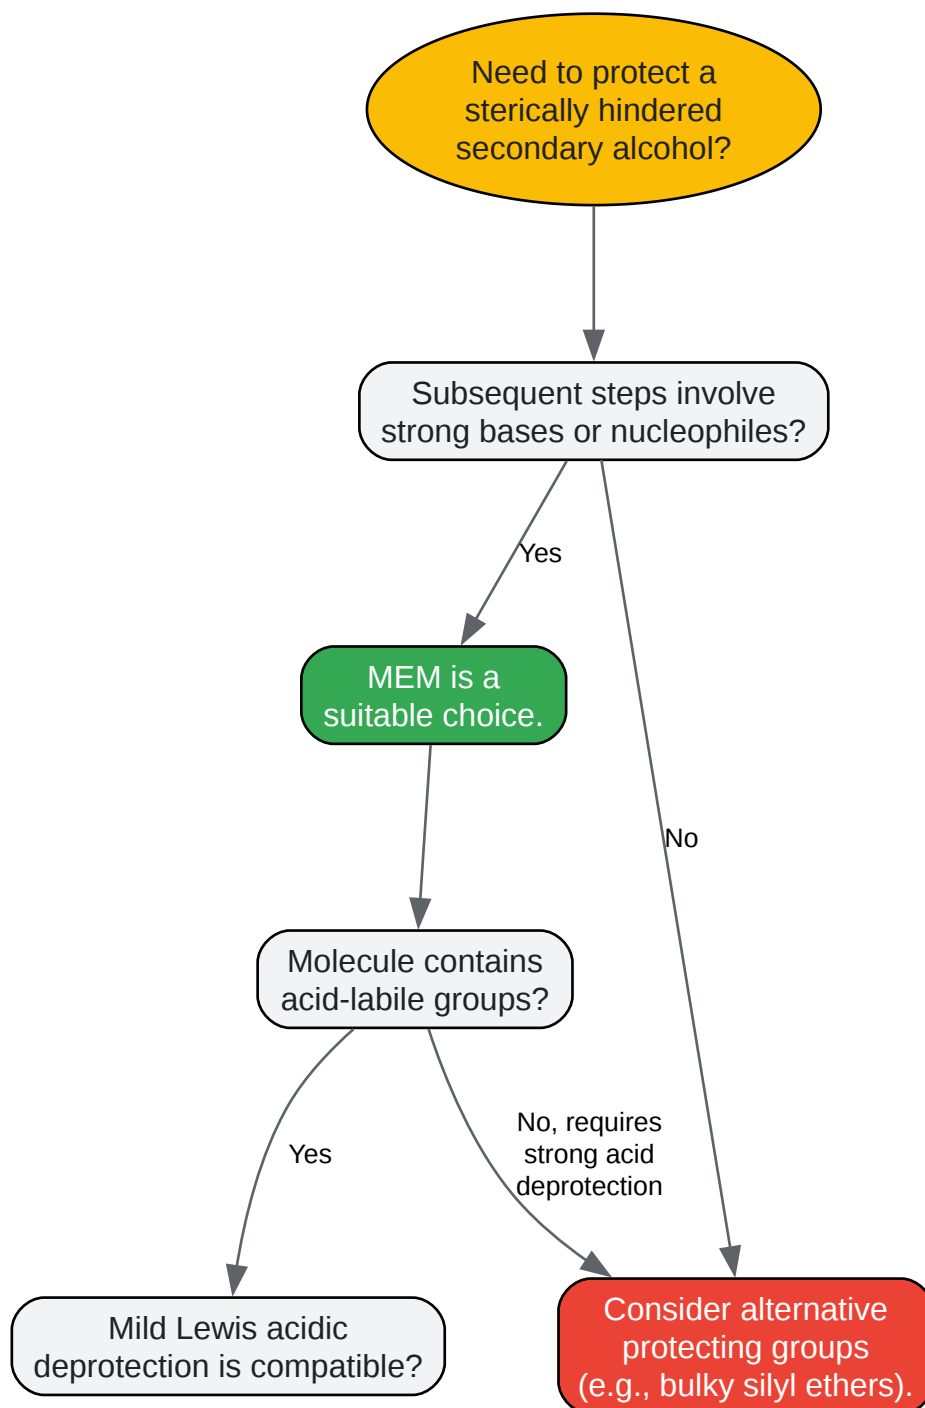 Need to protect a
sterically hindered
secondary alcohol?
Subsequent steps involve
strong bases or nucleophiles?
Yes
MEM is a
suitable choice.
No
Molecule contains
acid-labile groups?
Yes
No, requires
strong acid
deprotection
Mild Lewis acidic
deprotection is compatible?
Consider alternative
protecting groups
(e.g., bulky silyl ethers).